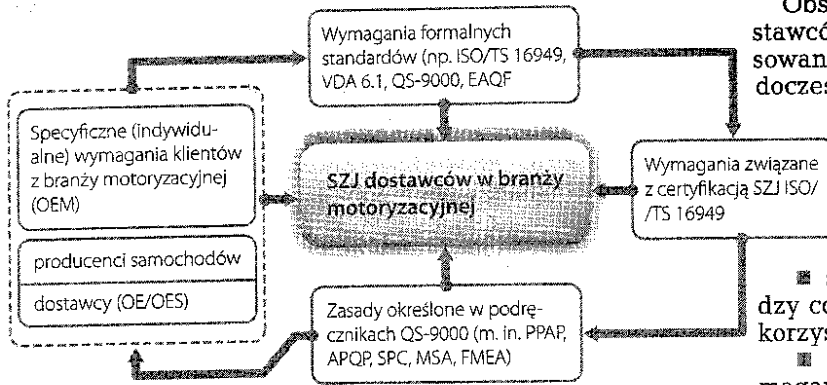 Wymagania formalnych
standardów (np. ISO/TS 16949,
VDA 6.1, QS-9000, EAQF
Specyficzne (indywidu-
alne) wymagania klientów
z branży motoryzacyjnej
(OEM)
producenci samochodów
dostawcy (OE/OES)
SZJ dostawców w branży
motoryzacyjnej
Wymagania związane
z certyfikacją SZJ ISO/
/TS 16949
Zasady określone w podrę-
cznikach QS-9000 (m. in. PPAP,
APQP, SPC, MSA, FMEA)
Obs
stawcó
sowan
doczes
dzy co
korzys